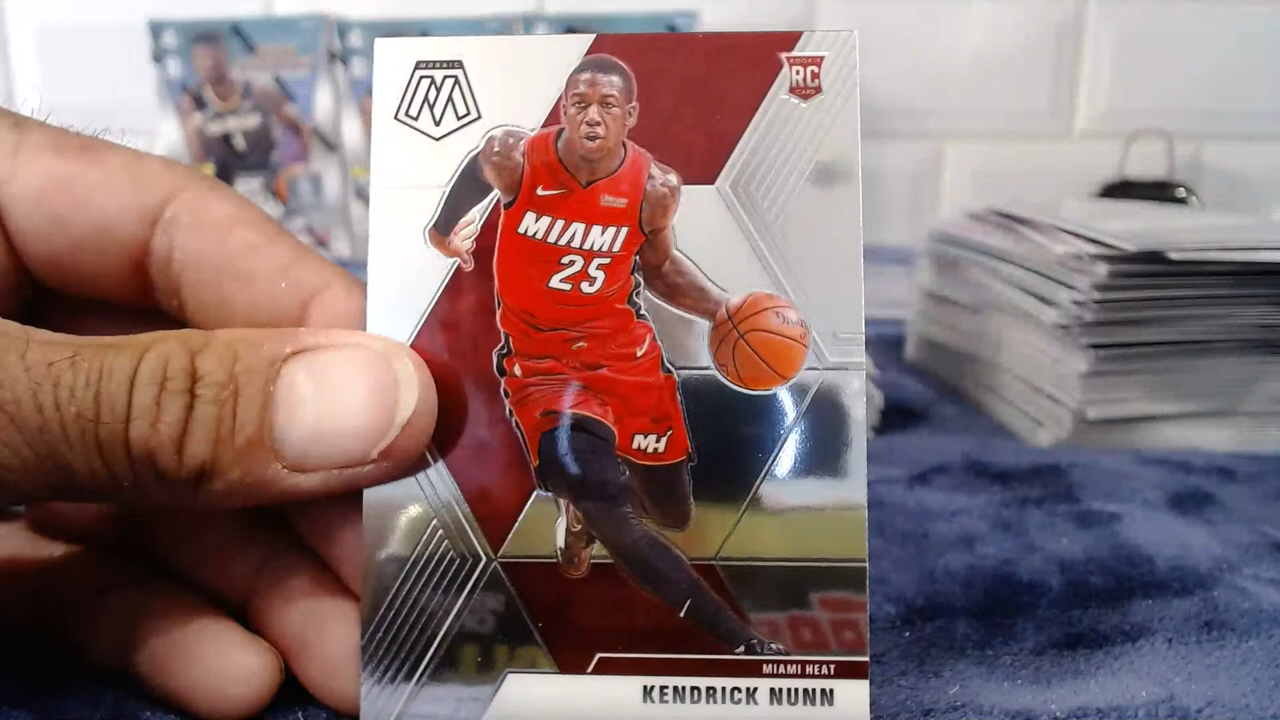 MOSAIC
ROOKIE
RC
CARD
MIAMI
25
MIAMI HEAT
KENDRICK NUNN